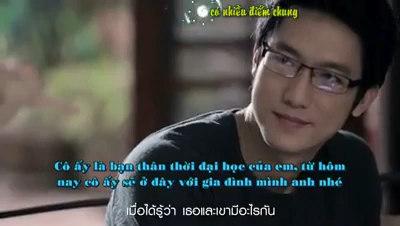 có nhiều điểm chung
Cô ấy là bạn thân thời đại học của em, từ hôm
nay cô ấy sẽ ở đây với gia đình mình anh nhé
เมื่อได้รู้ว่า เธอและเขามีอะไรกัน